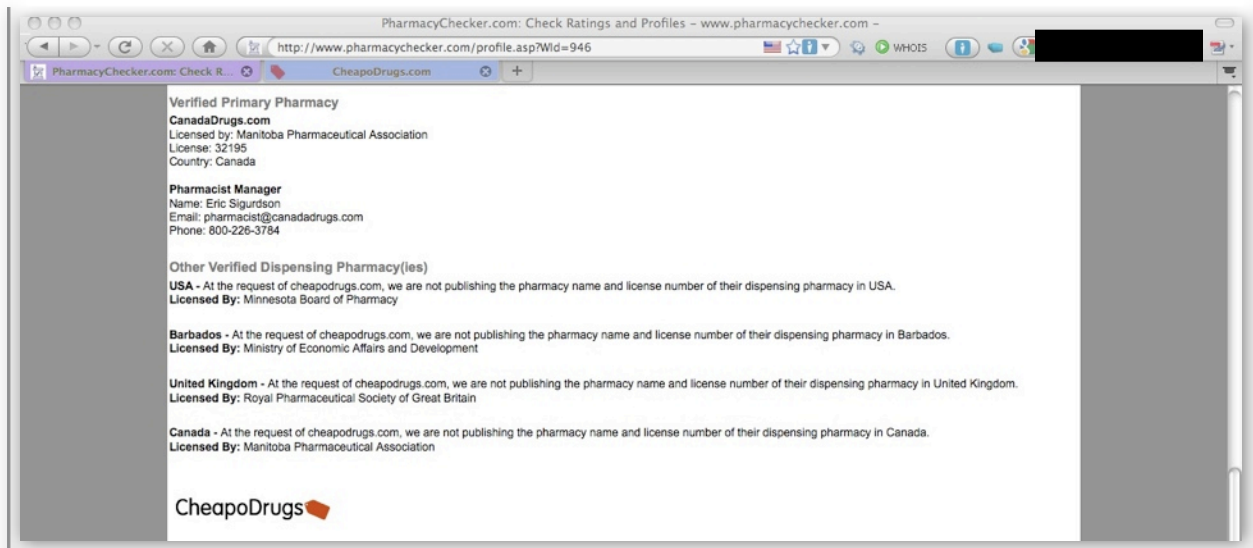 PharmacyChecker.com: Check Ratings and Profiles – www.pharmacychecker.com –
http://www.pharmacychecker.com/profile.asp?WId=946
WHOIS
PharmacyChecker.com: Check R...
CheapoDrugs.com
Verified Primary Pharmacy
CanadaDrugs.com
Licensed by: Manitoba Pharmaceutical Association
License: 32195
Country: Canada
Pharmacist Manager
Name: Eric Sigurdson
Email: pharmacist@canadadrugs.com
Phone: 800-226-3784
Other Verified Dispensing Pharmacy(ies)
USA - At the request of cheapodrugs.com, we are not publishing the pharmacy name and license number of their dispensing pharmacy in USA.
Licensed By: Minnesota Board of Pharmacy
Barbados - At the request of cheapodrugs.com, we are not publishing the pharmacy name and license number of their dispensing pharmacy in Barbados.
Licensed By: Ministry of Economic Affairs and Development
United Kingdom - At the request of cheapodrugs.com, we are not publishing the pharmacy name and license number of their dispensing pharmacy in United Kingdom.
Licensed By: Royal Pharmaceutical Society of Great Britain
Canada - At the request of cheapodrugs.com, we are not publishing the pharmacy name and license number of their dispensing pharmacy in Canada.
Licensed By: Manitoba Pharmaceutical Association
CheapoDrugs